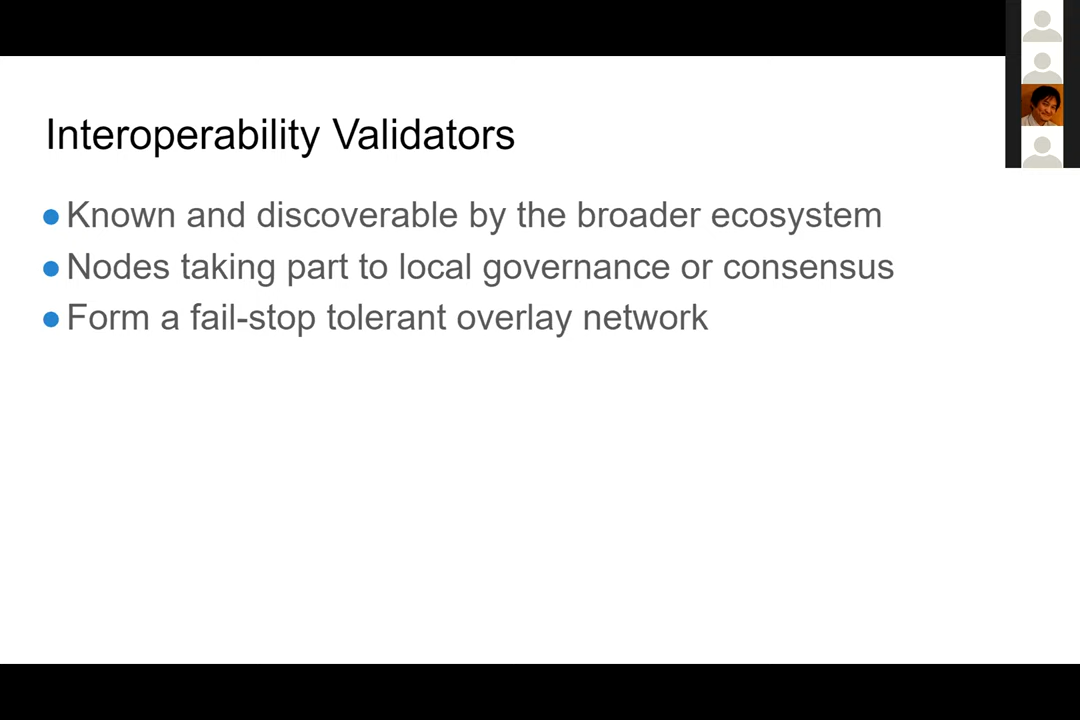 Interoperability Validators
●Known and discoverable by the broader ecosystem
●Nodes taking part to local governance or consensus
●Form a fail-stop tolerant overlay network